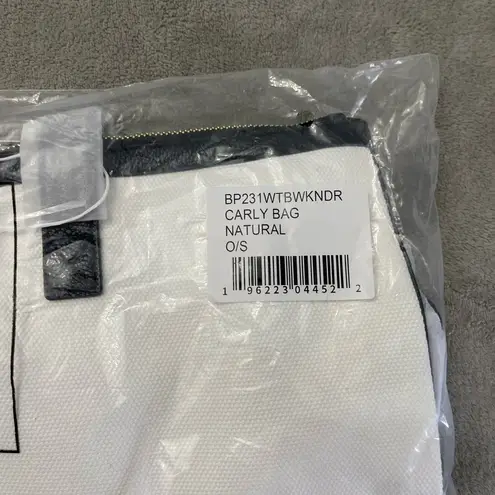 BP231WTBWKNDR
CARLY BAG
NATURAL
O/S
1 96223 04452 2